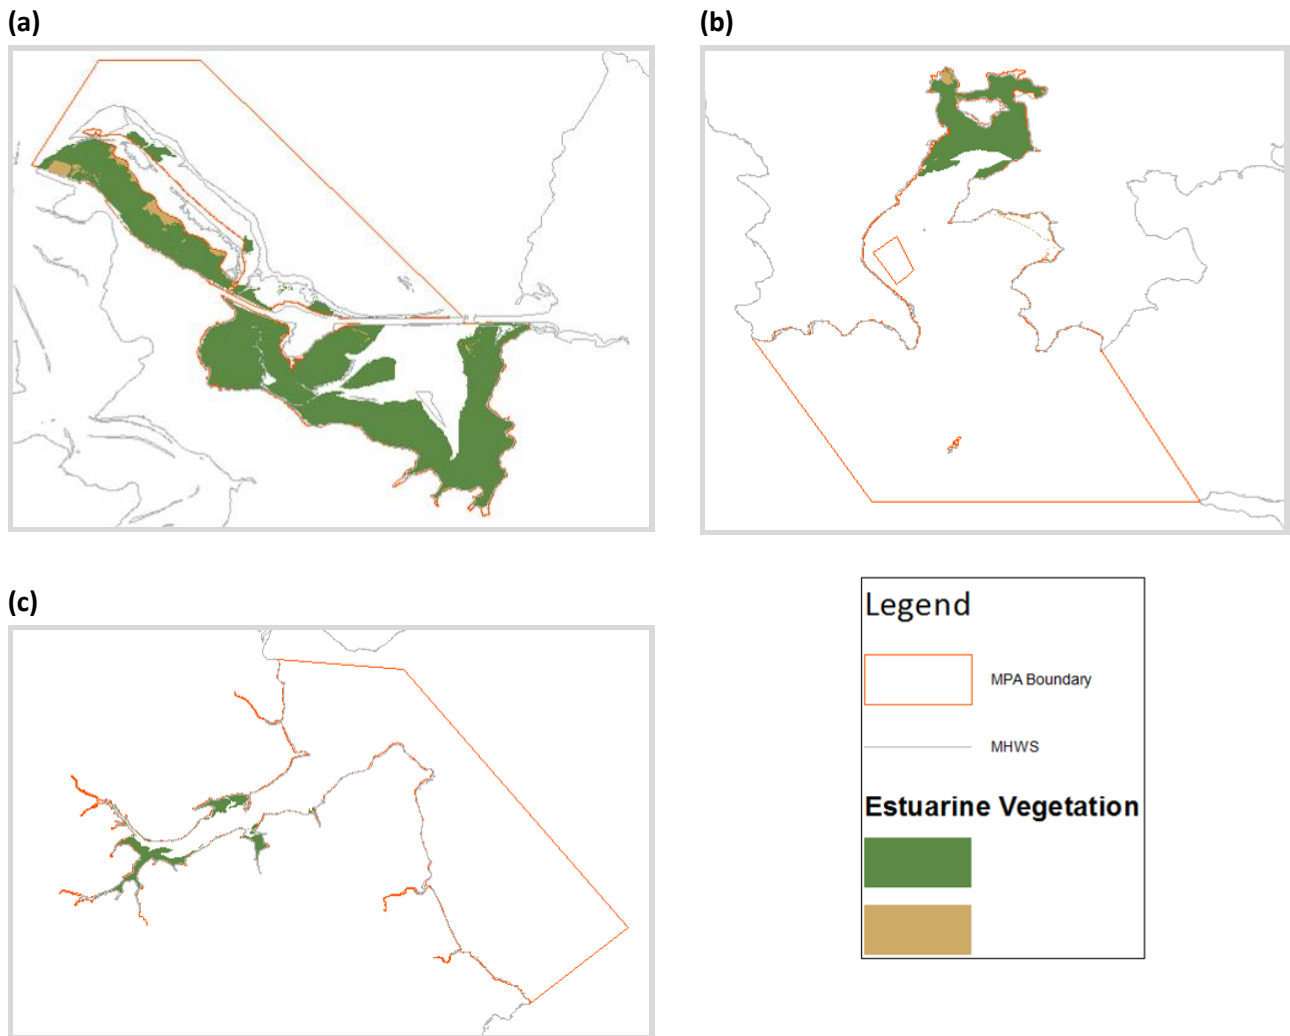 (a)
(b)
(c)
Legend
MPA Boundary
MHWS
Estuarine Vegetation